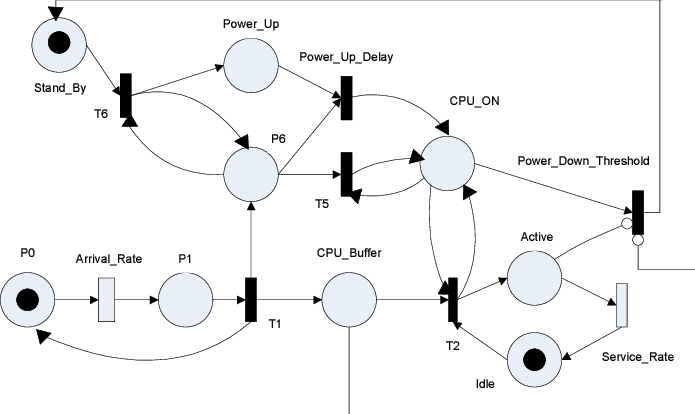 Power_Up
Power_Up_Delay
Stand_By
T6
CPU_ON
P6
Power_Down_Threshold
T5
Active
P0
Arrival_Rate
P1
CPU_Buffer
T1
T2
Service_Rate
Idle